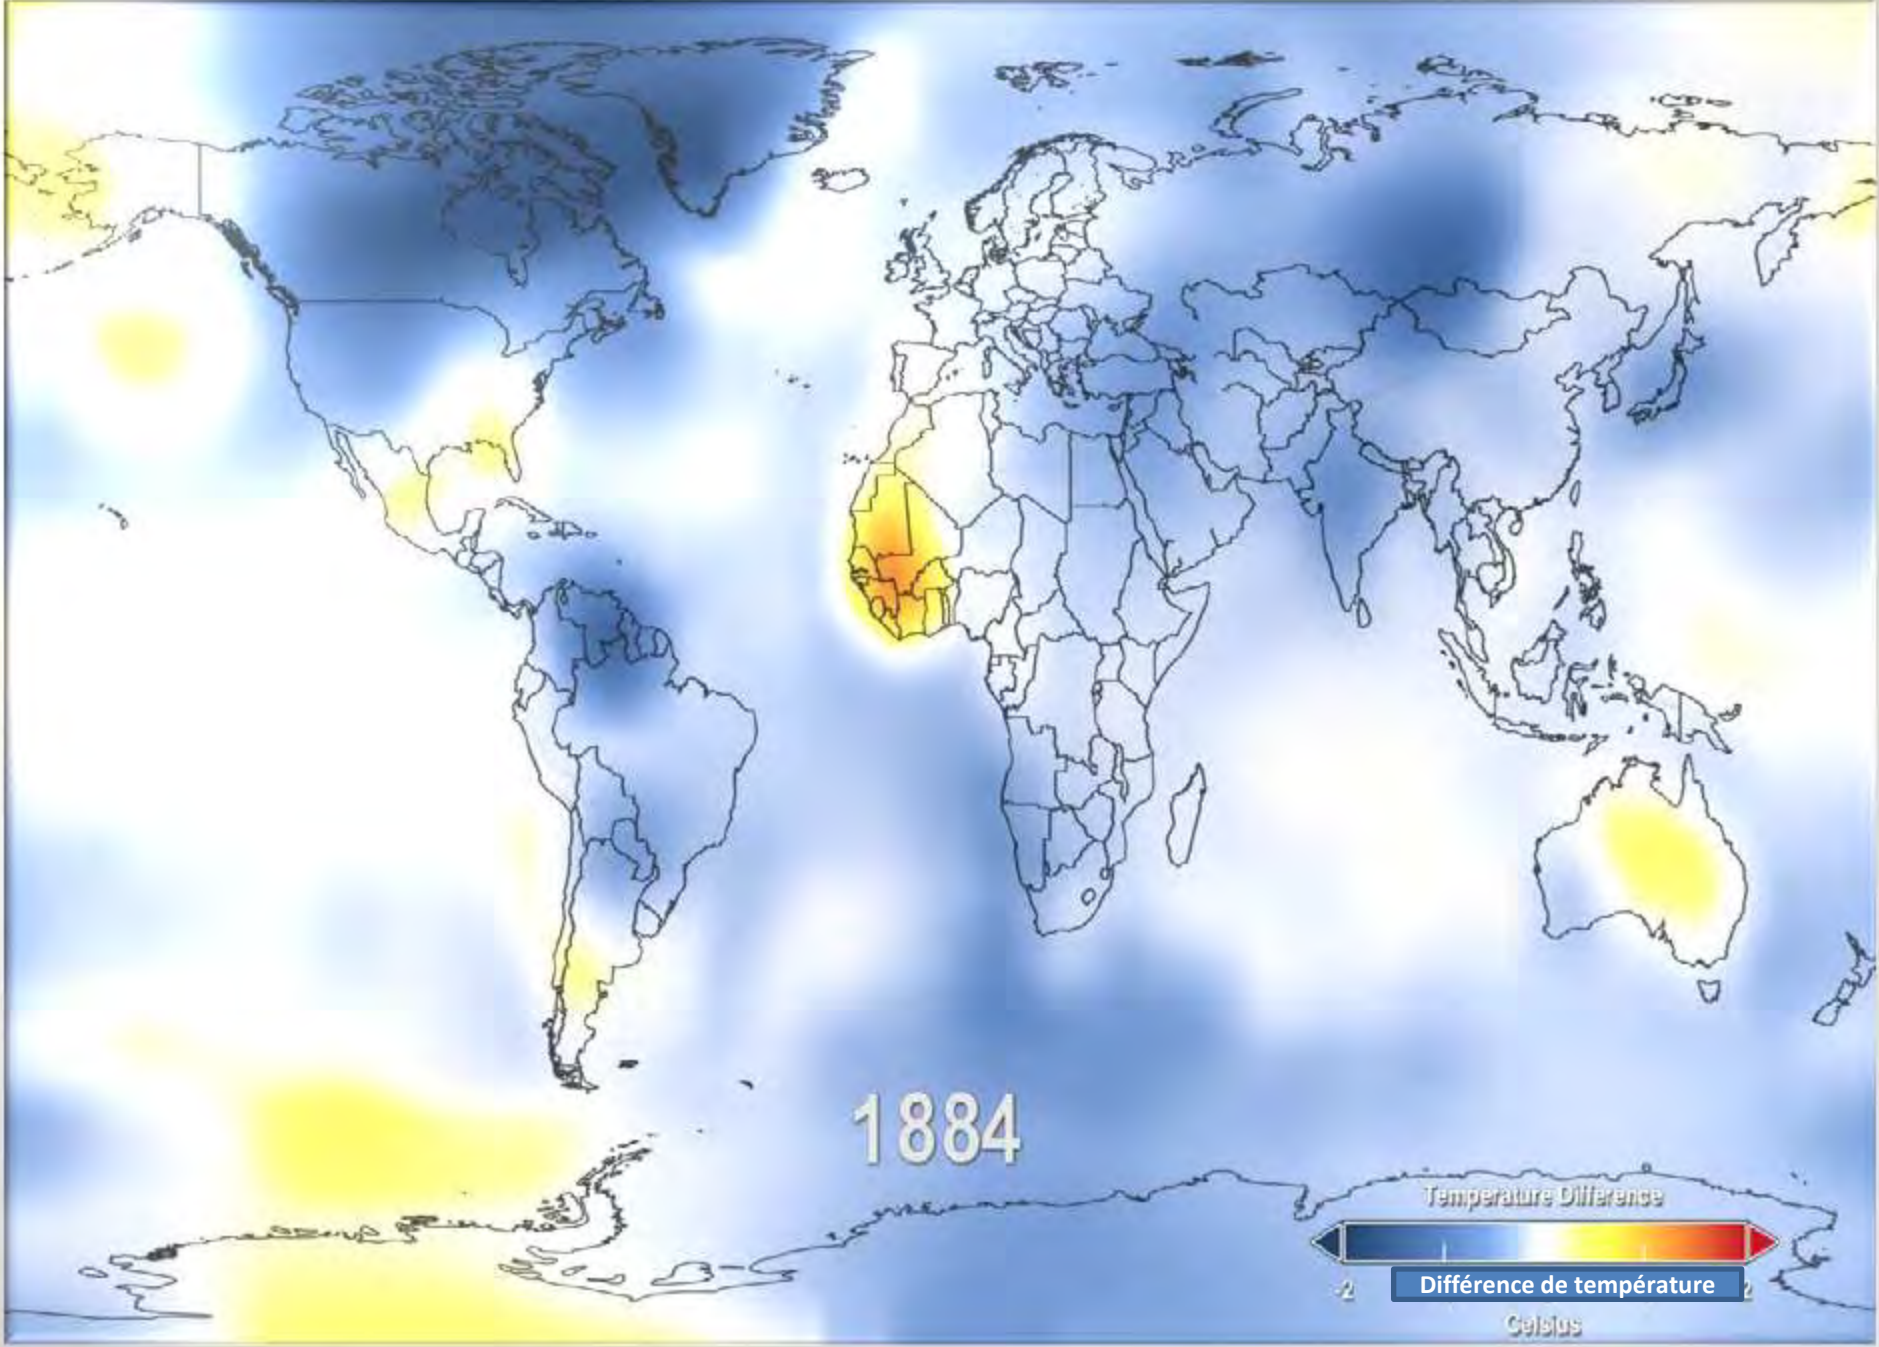 1884
Temperature Difference
-2 2
Différence de température
Celsius